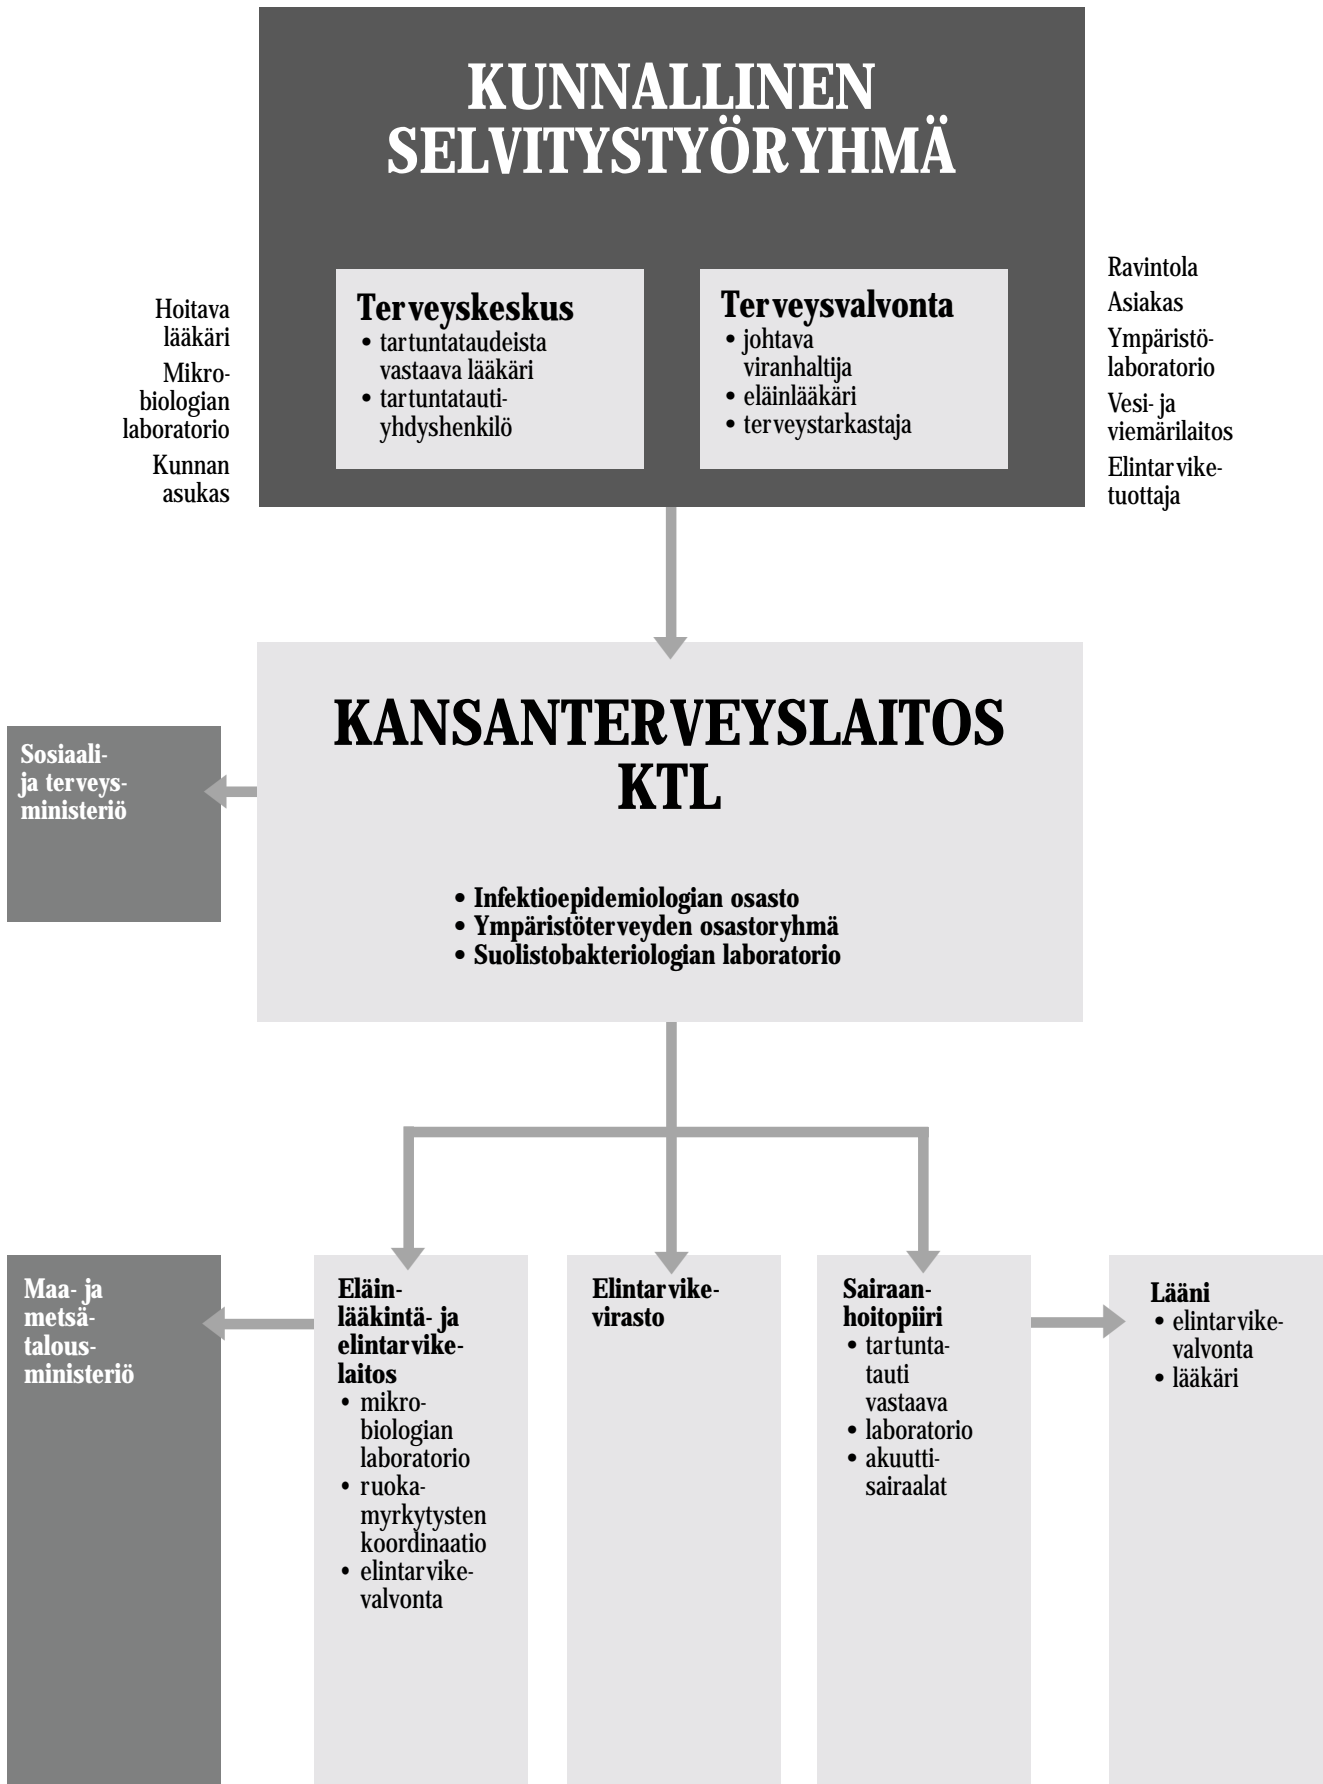 KUNNALLINEN
SELVITYSTYÖRYHMÄ
Hoitava
lääkäri
Mikro-
biologian
laboratorio
Kunnan
asukas
Terveyskeskus
• tartuntataudeista
vastaava lääkäri
• tartuntatauti-
yhdyshenkilö
Terveysvalvonta
• johtava
viranhaltija
• eläinlääkäri
• terveystarkastaja
Ravintola
Asiakas
Ympäristö-
laboratorio
Vesi- ja
viemärilaitos
Elintarvike-
tuottaja
KANSANTERVEYSLAITOS
KTL
• Infektioepidemiologian osasto
• Ympäristöterveyden osastoryhmä
• Suolistobakteriologian laboratorio
Sosiaali-
ja terveys-
ministeriö
Maa- ja
metsä-
talous-
ministeriö
Eläin-
lääkintä- ja
elintarvike-
laitos
• mikro-
biologian
laboratorio
• ruoka-
myrkytysten
koordinaatio
• elintarvike-
valvonta
Elintarvike-
virasto
Sairaan-
hoitopiiri
• tartunta-
tauti
vastaava
• laboratorio
• akuutti-
sairaalat
Lääni
• elintarvike-
valvonta
• lääkäri